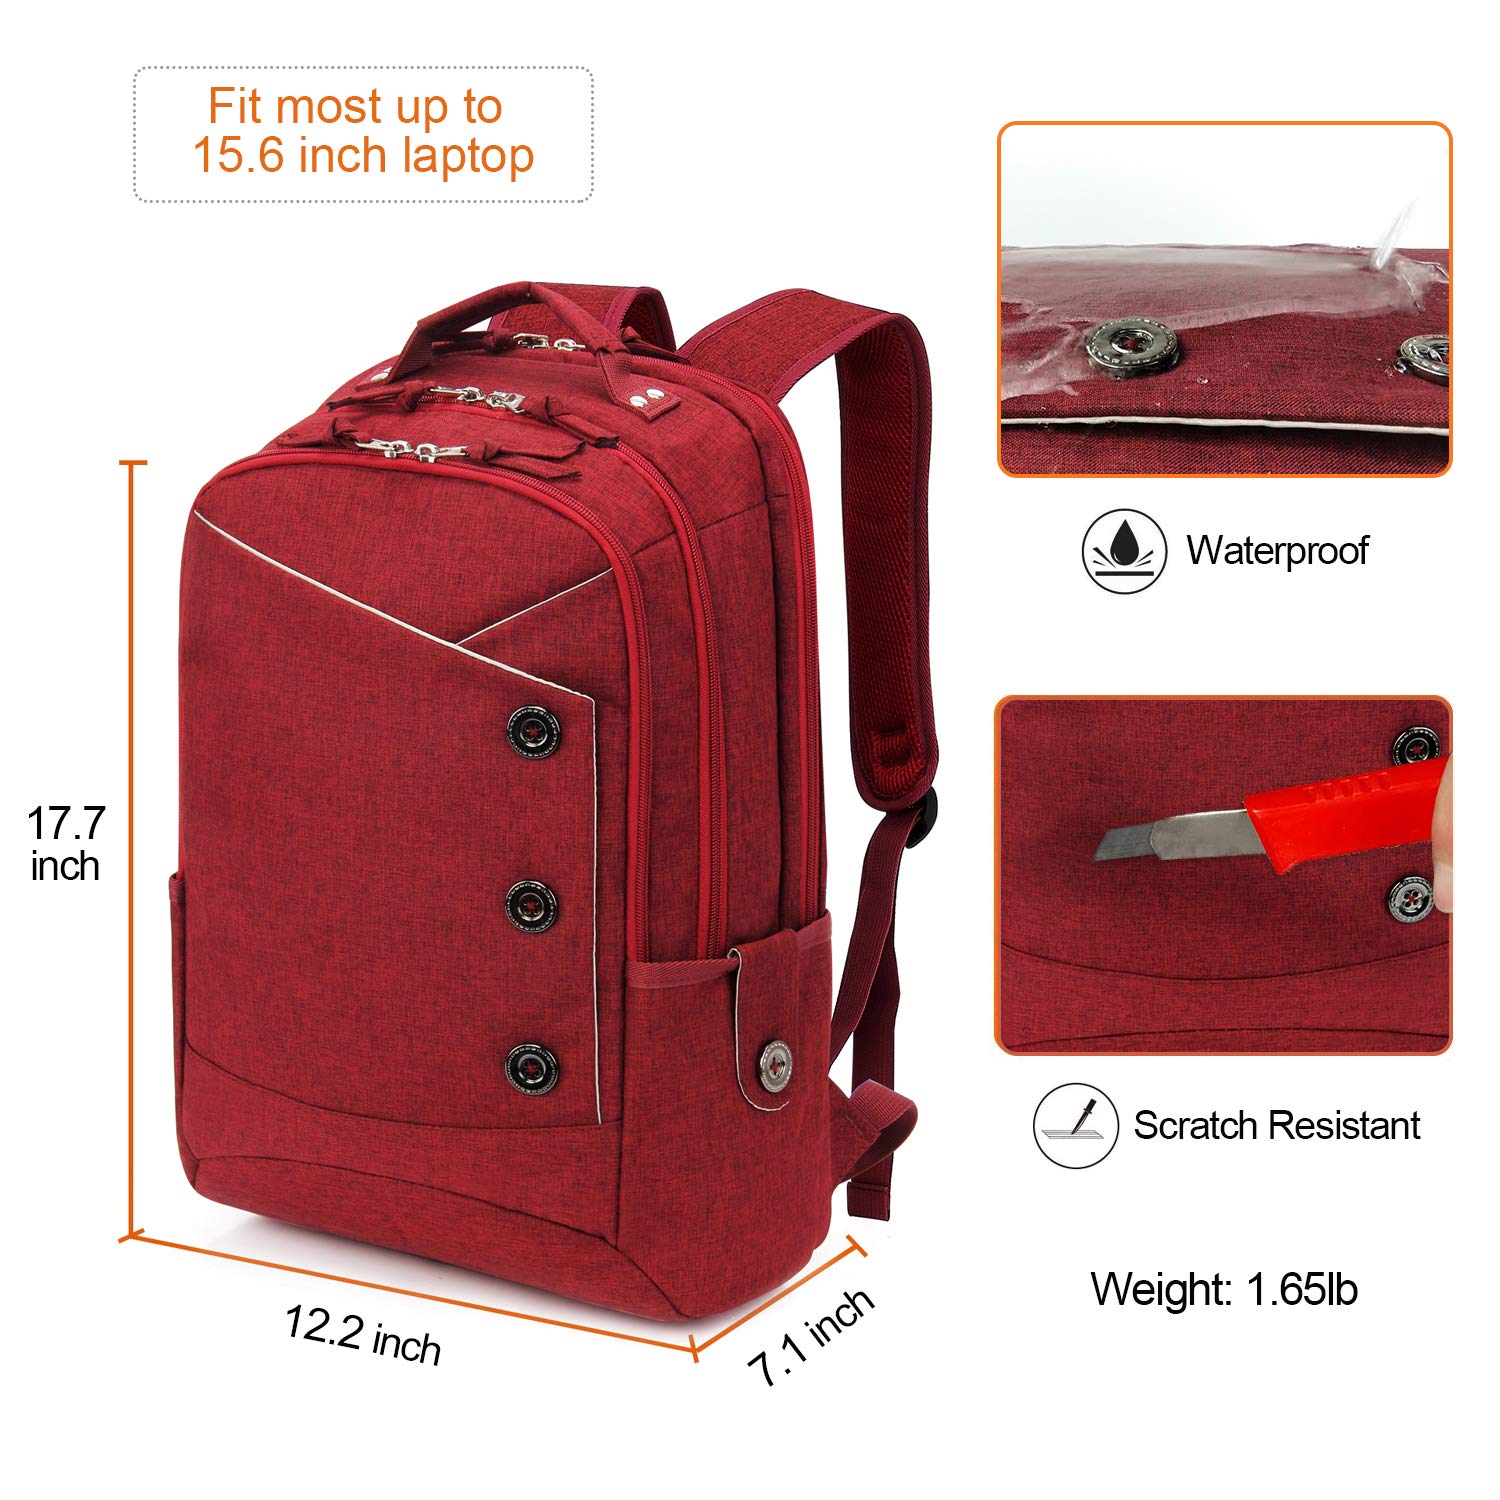 Fit most up to
15.6 inch laptop
Waterproof
17.7
inch
Scratch Resistant
12.2 inch
7.1 inch
Weight: 1.65lb